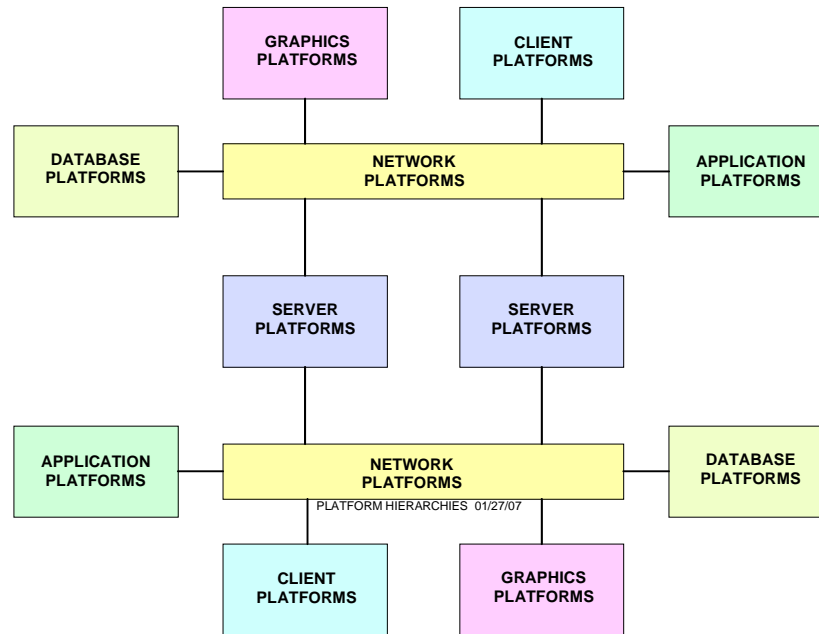 GRAPHICS
PLATFORMS
CLIENT
PLATFORMS
DATABASE
PLATFORMS
NETWORK
PLATFORMS
APPLICATION
PLATFORMS
SERVER
PLATFORMS
SERVER
PLATFORMS
APPLICATION
PLATFORMS
NETWORK
PLATFORMS
DATABASE
PLATFORMS
PLATFORM HIERARCHIES 01/27/07
CLIENT
PLATFORMS
GRAPHICS
PLATFORMS